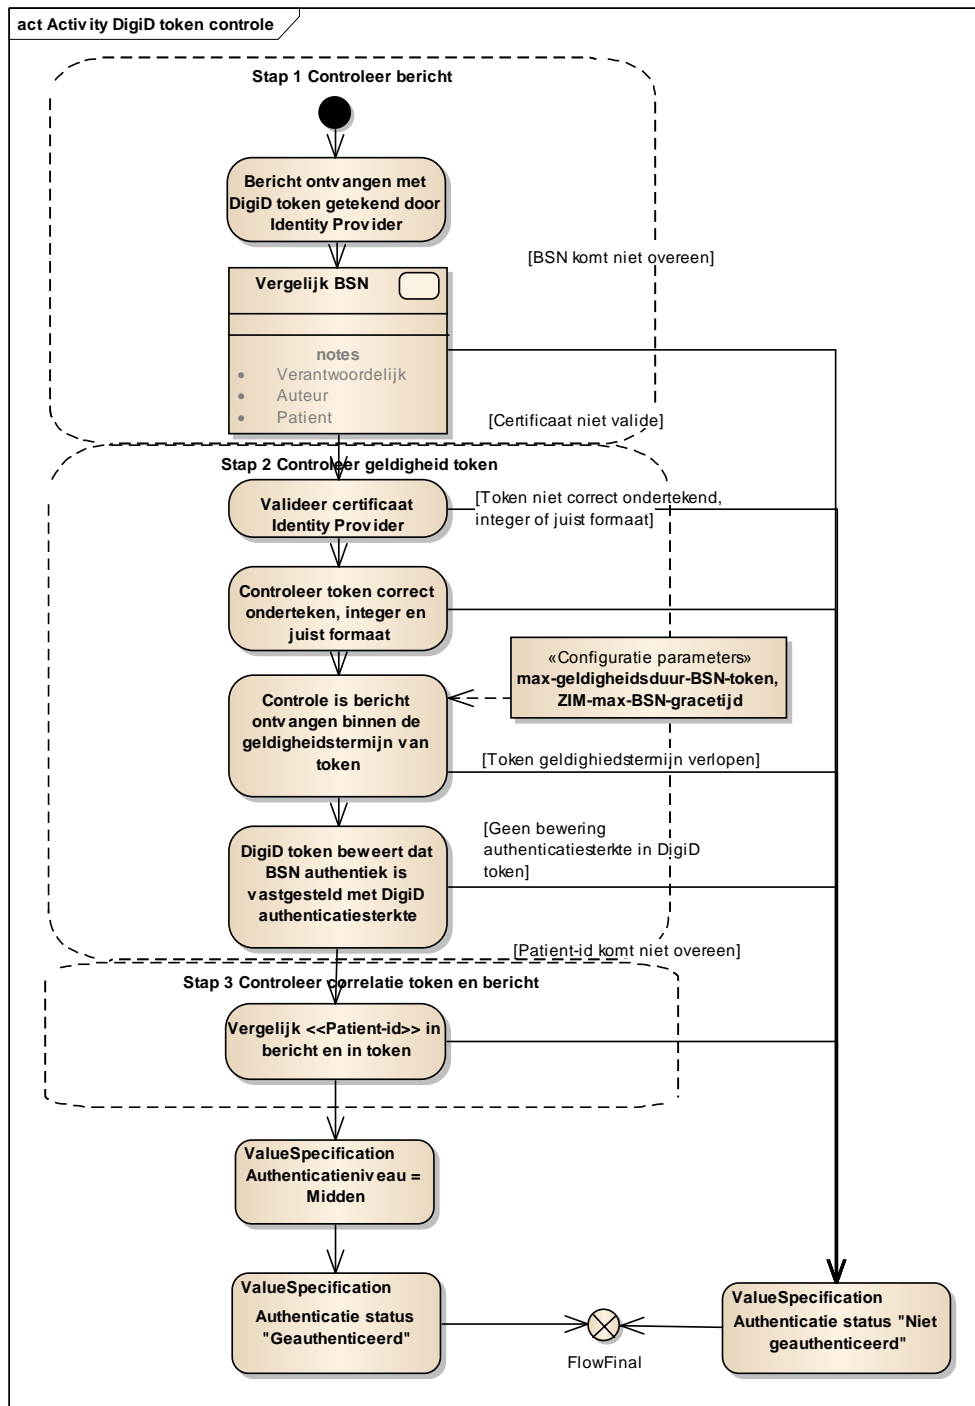 act Activity DigiD token controle
Stap 1 Controleer bericht
Bericht ontvangen met
DigiD token getekend door
Identity Provider
[BSN komt niet overeen]
Vergelijk BSN
notes
• Verantwoordelijk
• Auteur
• Patient
[Certificaat niet valide]
Stap 2 Controleer geldigheid token
Valideer certificaat
Identity Provider
[Token niet correct ondertekend,
integer of juist formaat]
Controleer token correct
onderteken, integer en
juist formaat
«Configuratie parameters»
max-geldigheidsduur-BSN-token,
ZIM-max-BSN-gracetijd
Controle is bericht
ontvangen binnen de
geldigheidstermijn van
token
[Token geldighiedstermijn verlopen]
[Geen bewering
authenticatiesterkte in DigiD
token]
DigiD token beweert dat
BSN authentiek is
vastgesteld met DigiD
authenticatiesterkte
[Patient-id komt niet overeen]
Stap 3 Controleer correlatie token en bericht
Vergelijk <<Patient-id>> in
bericht en in token
ValueSpecification
Authenticatieniveau =
Midden
ValueSpecification
Authenticatie status
"Geauthenticeerd"
FlowFinal
ValueSpecification
Authenticatie status "Niet
geauthenticeerd"